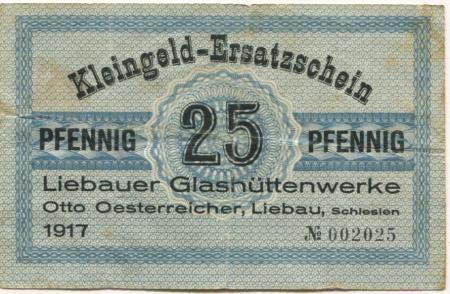 Kleingeld-Ersatzschein
PFENNIG 25 PFENNIG
Liebauer Glashüttenwerke
Otto Oesterreicher, Liebau, Schlesien
1917 № 002025